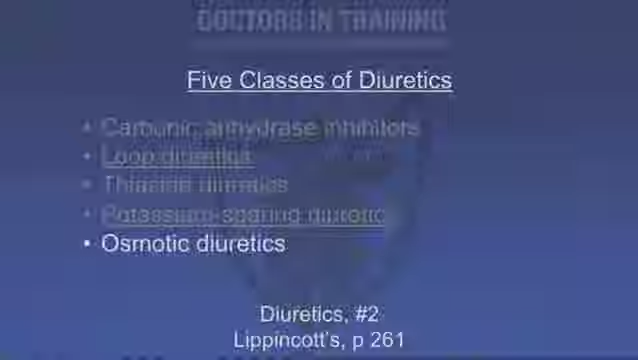 DOCTORS IN TRAINING
Five Classes of Diuretics
• Carbonic anhydrase inhibitors
• Loop diuretics
• Thiazide diuretics
• Potassium-sparing diuretics
• Osmotic diuretics
Diuretics, #2
Lippincott's, p 261